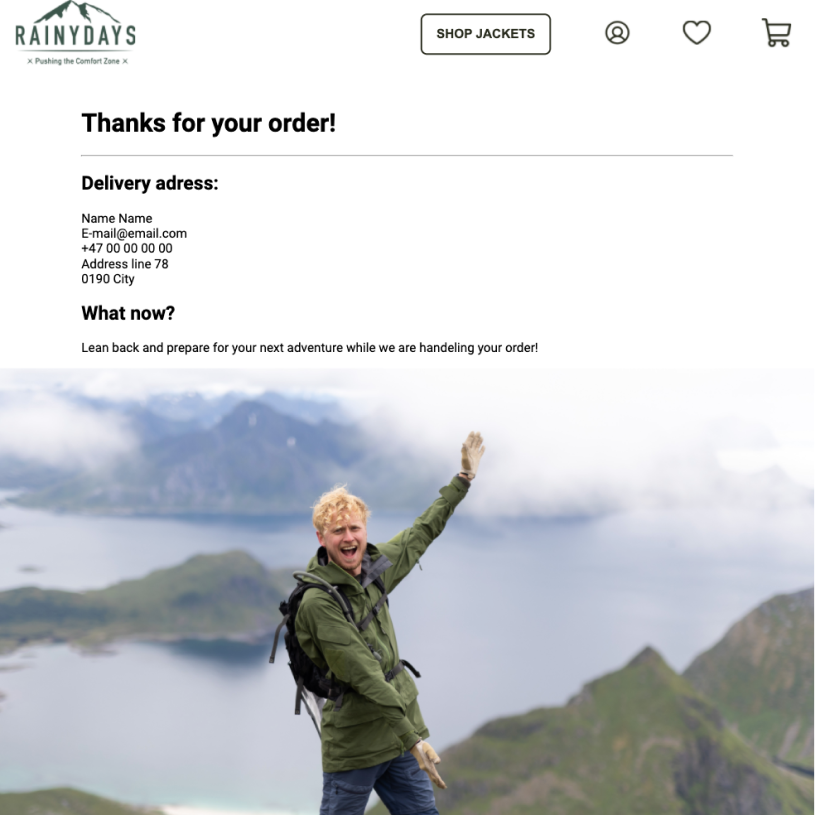 RAINYDAYS
× Pushing the Comfort Zone ×
SHOP JACKETS
Thanks for your order!
Delivery adress:
Name Name
E-mail@email.com
+47 00 00 00 00
Address line 78
0190 City
What now?
Lean back and prepare for your next adventure while we are handeling your order!